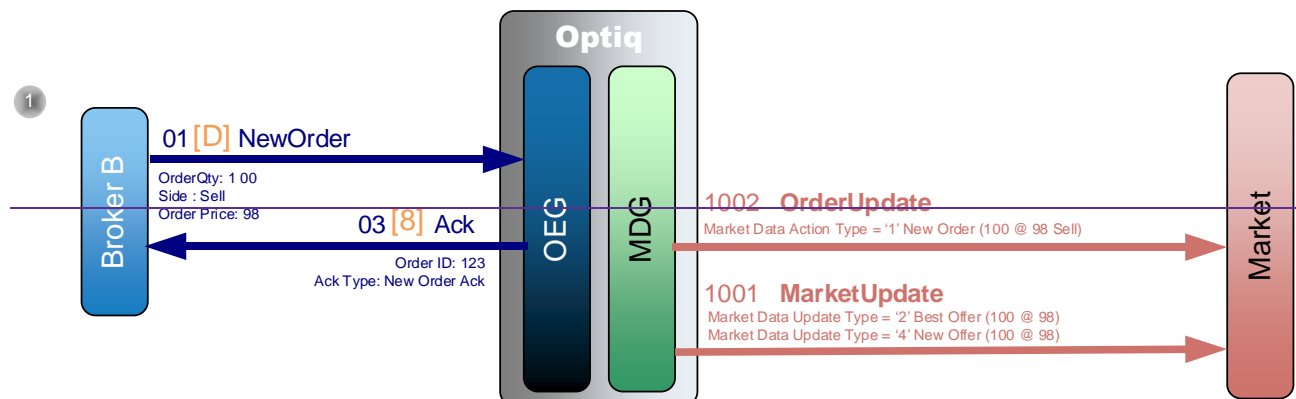 Optiq
1
Broker B
01 [D] NewOrder
OrderQty: 1 00
Side : Sell
Order Price: 98
03 [8] Ack
Order ID: 123
Ack Type: New Order Ack
OEG
MDG
1002 OrderUpdate
Market Data Action Type = ‘1’ New Order (100 @ 98 Sell)
1001 MarketUpdate
Market Data Update Type = ‘2’ Best Offer (100 @ 98)
Market Data Update Type = ‘4’ New Offer (100 @ 98)
Market